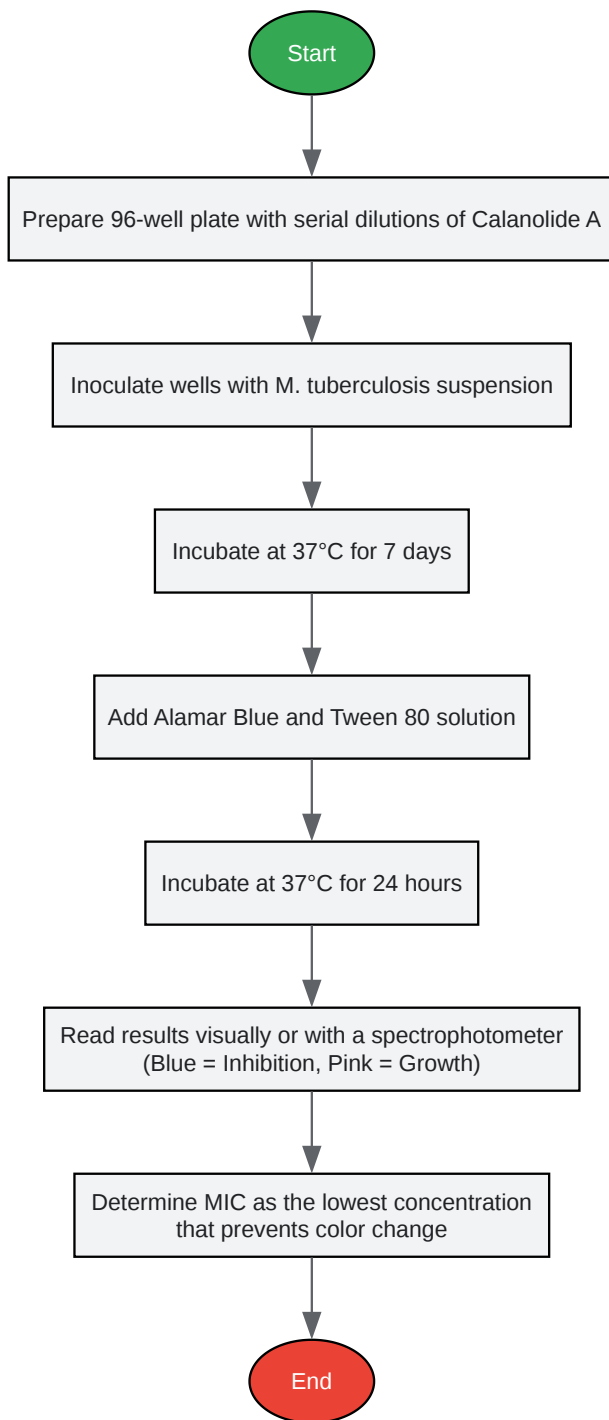 Start
Prepare 96-well plate with serial dilutions of Calanolide A
Inoculate wells with M. tuberculosis suspension
Incubate at 37°C for 7 days
Add Alamar Blue and Tween 80 solution
Incubate at 37°C for 24 hours
Read results visually or with a spectrophotometer
(Blue = Inhibition, Pink = Growth)
Determine MIC as the lowest concentration
that prevents color change
End